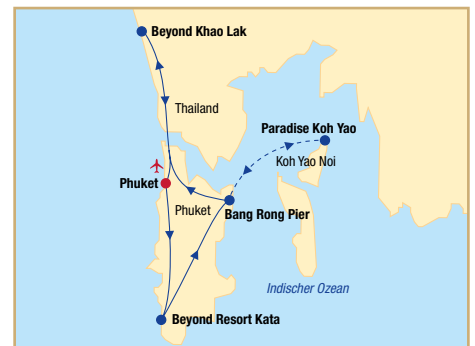 Beyond Khao Lak
Thailand
Paradise Koh Yao
Koh Yao Noi
Phuket
Phuket
Bang Rong Pier
Indischer Ozean
Beyond Resort Kata